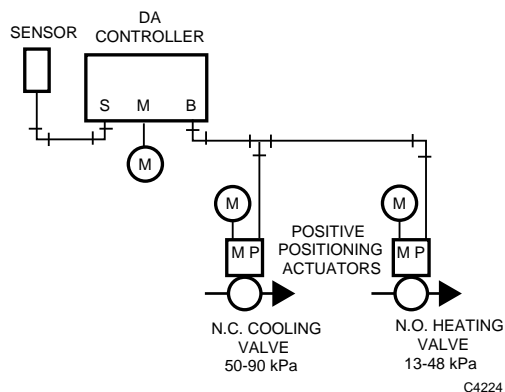 SENSOR
DA
CONTROLLER
S M B
M
M
M
M P
POSITIVE
POSITIONING
ACTUATORS
M P
N.C. COOLING
VALVE
50-90 kPa
N.O. HEATING
VALVE
13-48 kPa
C4224